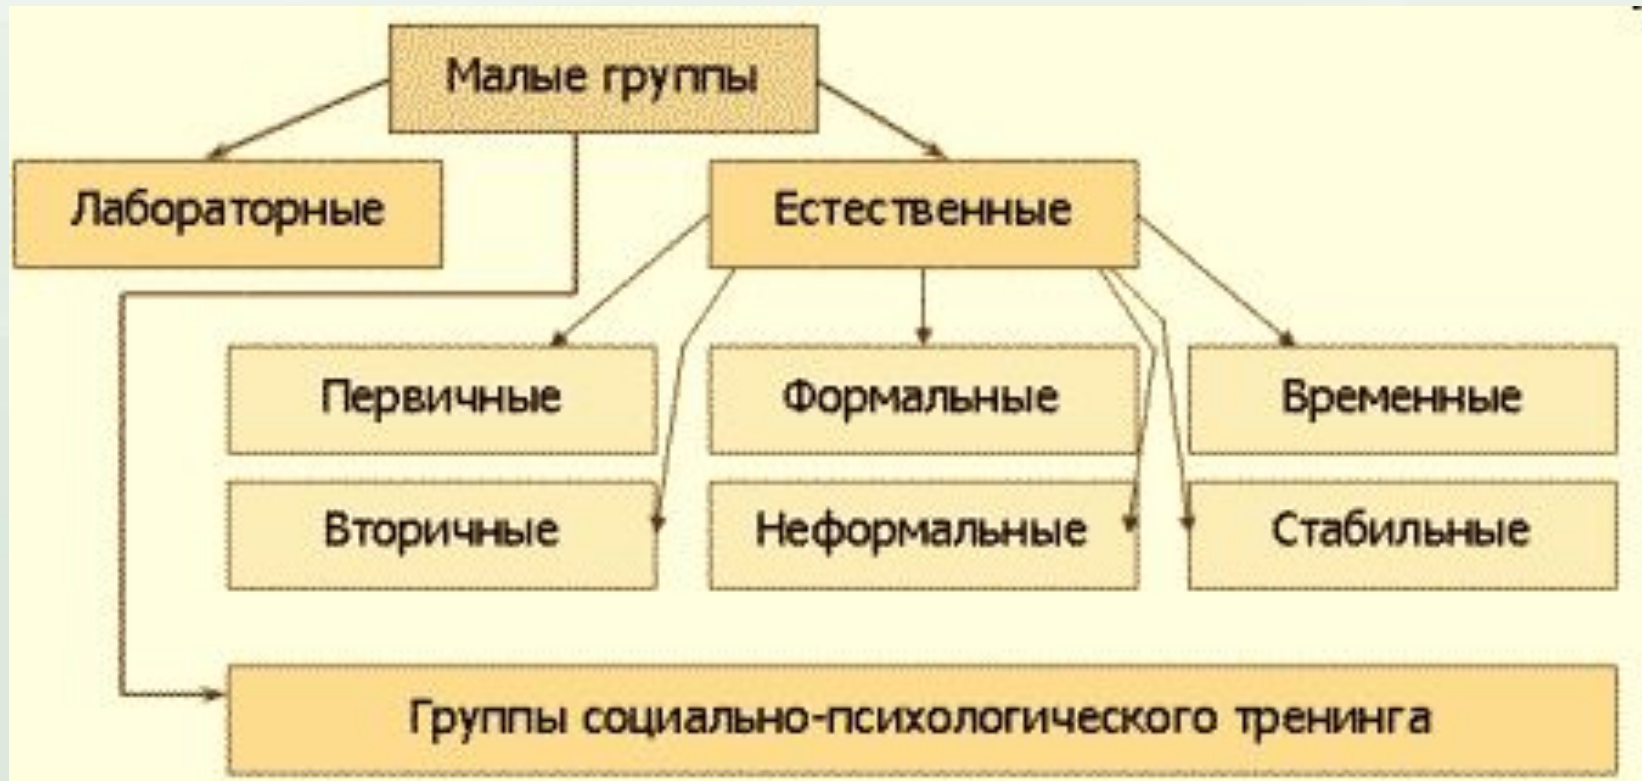 Малые группы
Лабораторные
Естественные
Первичные
Формальные
Временные
Вторичные
Неформальные
Стабильные
Группы социально-психологического тренинга